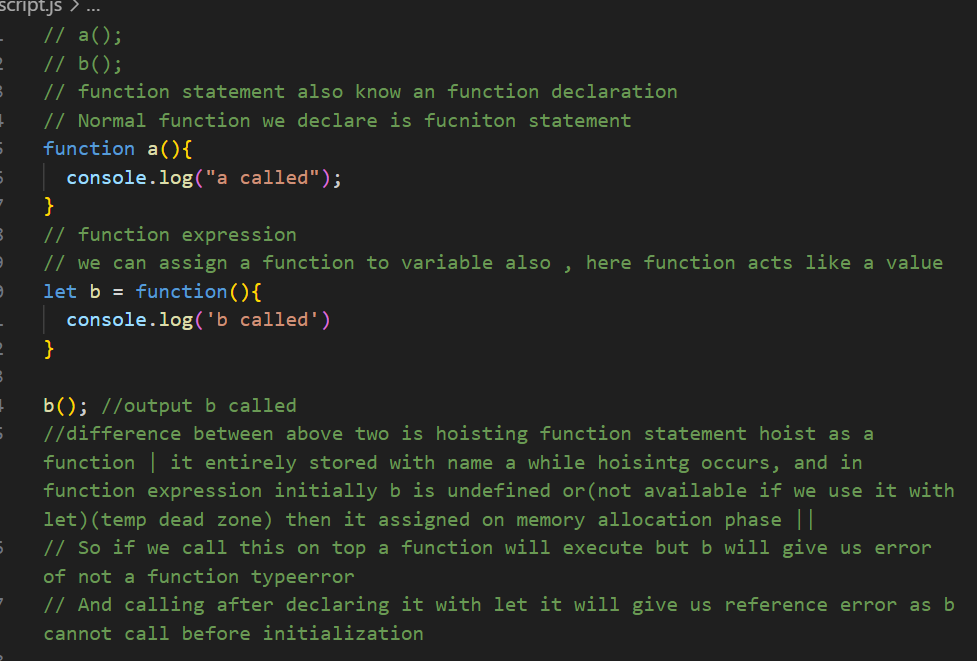 script.js > ...
// a();
// b();
// function statement also know an function declaration
// Normal function we declare is fucniton statement
function a(){
console.log("a called");
}
// function expression
// we can assign a function to variable also , here function acts like a value
let b = function(){
console.log('b called')
}
b(); //output b called
//difference between above two is hoisting function statement hoist as a
function | it entirely stored with name a while hoisintg occurs, and in
function expression initially b is undefined or(not available if we use it with
let)(temp dead zone) then it assigned on memory allocation phase ||
// So if we call this on top a function will execute but b will give us error
of not a function typeerror
// And calling after declaring it with let it will give us reference error as b
cannot call before initialization